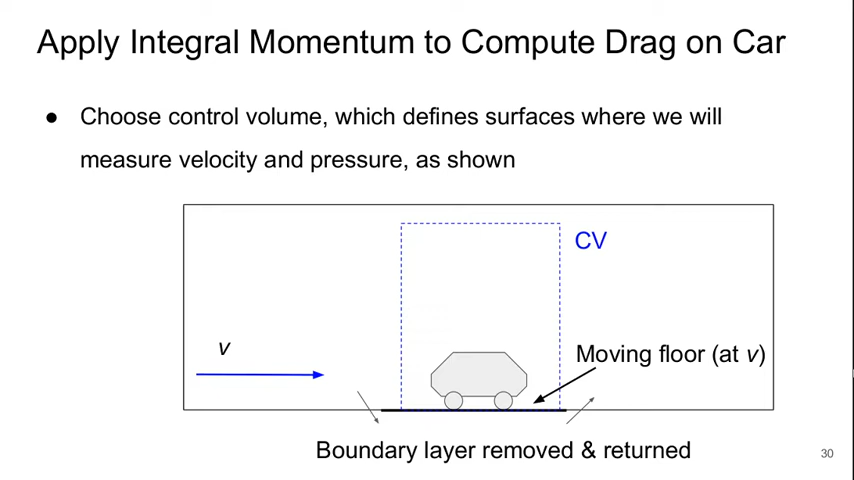 Apply Integral Momentum to Compute Drag on Car
● Choose control volume, which defines surfaces where we will
measure velocity and pressure, as shown
CV
v
Moving floor (at v)
Boundary layer removed & returned
30